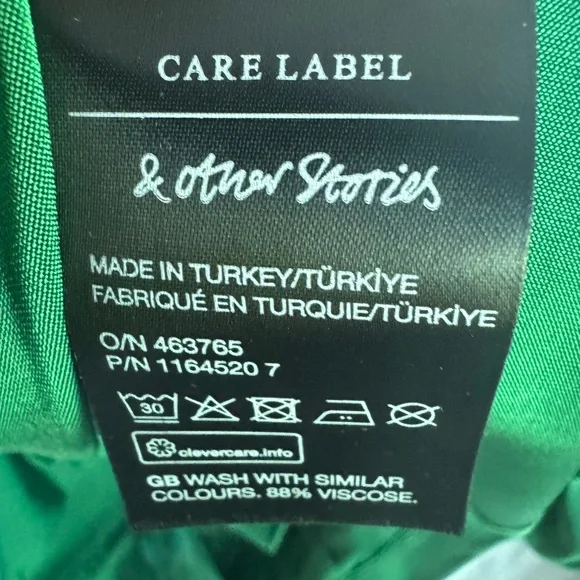 CARE LABEL
& other Stories
MADE IN TURKEY/TÜRKİYE
FABRIQUÉ EN TURQUIE/TÜRKİYE
O/N 463765
P/N 1164520 7
30
clevercare.info
GB WASH WITH SIMILAR
COLOURS. 88% VISCOSE.